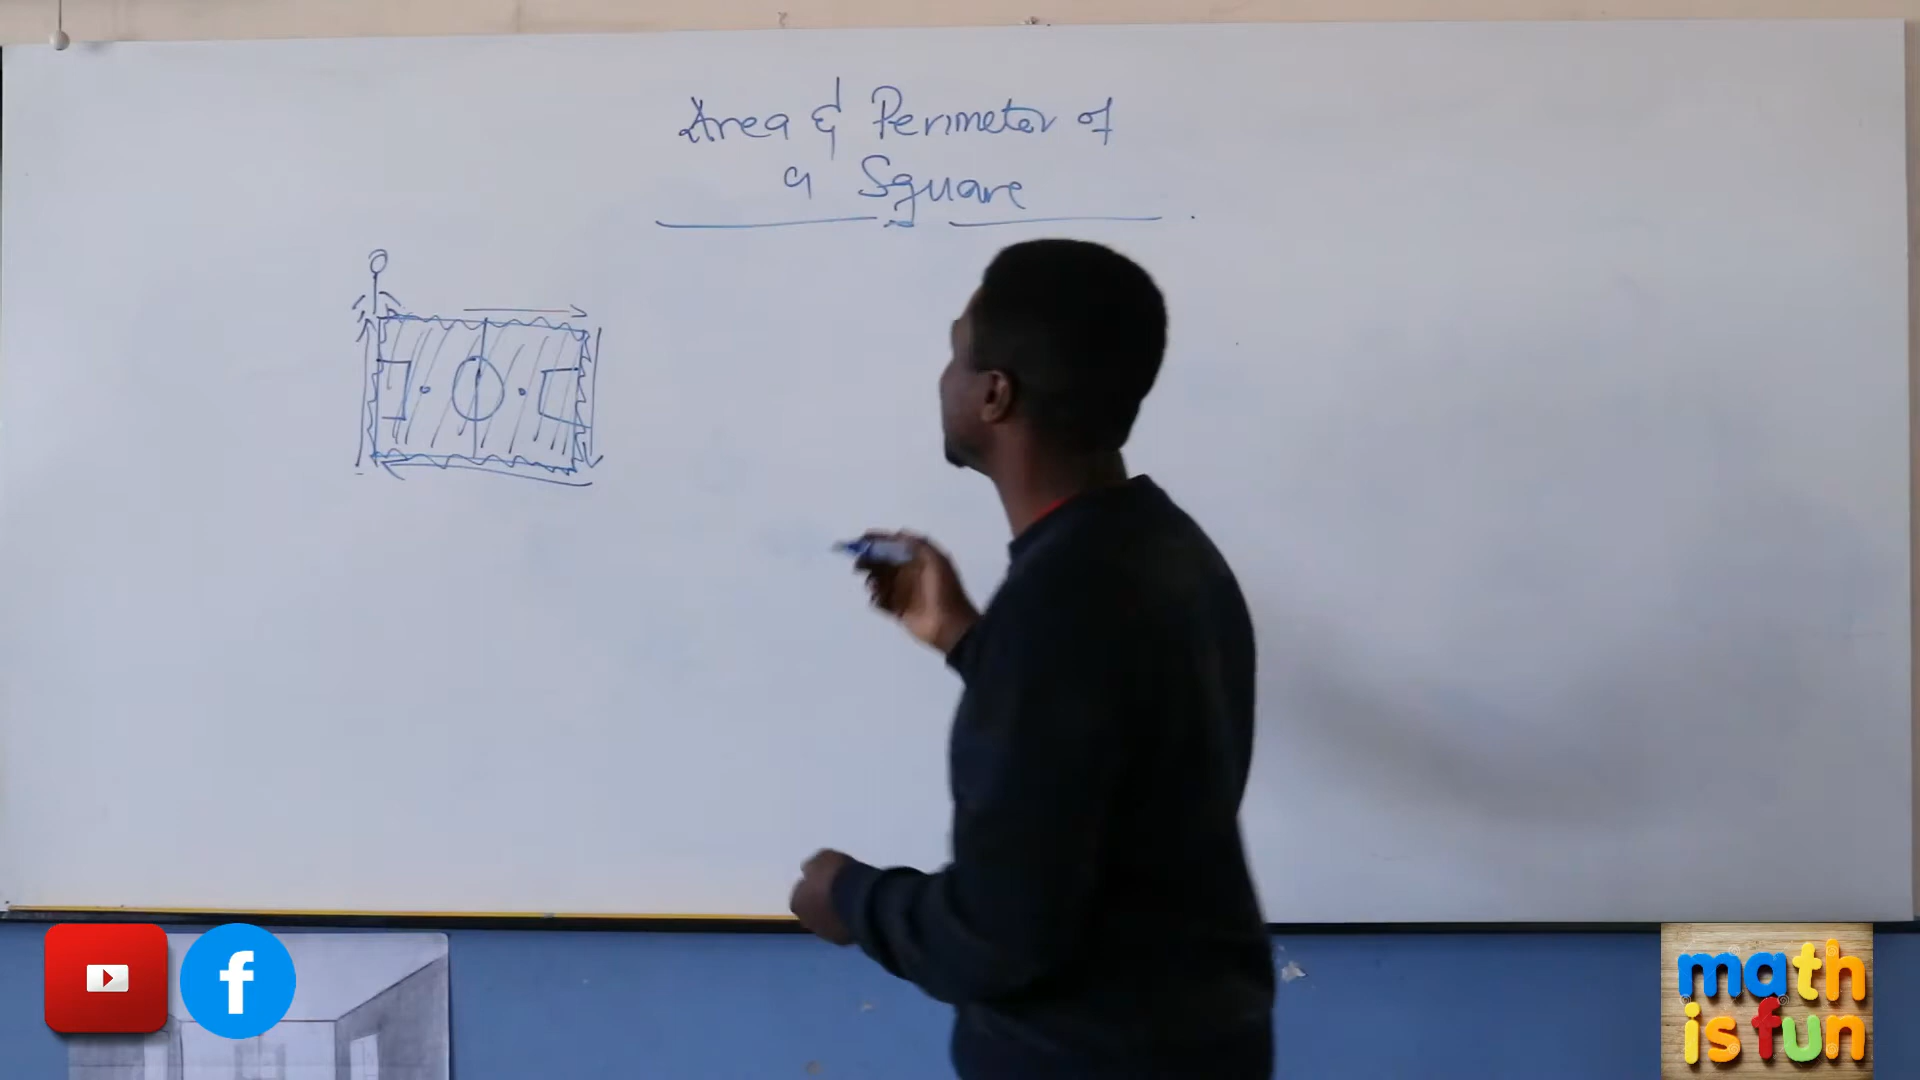 Area & Perimeter of
a Square
f
math
is fun